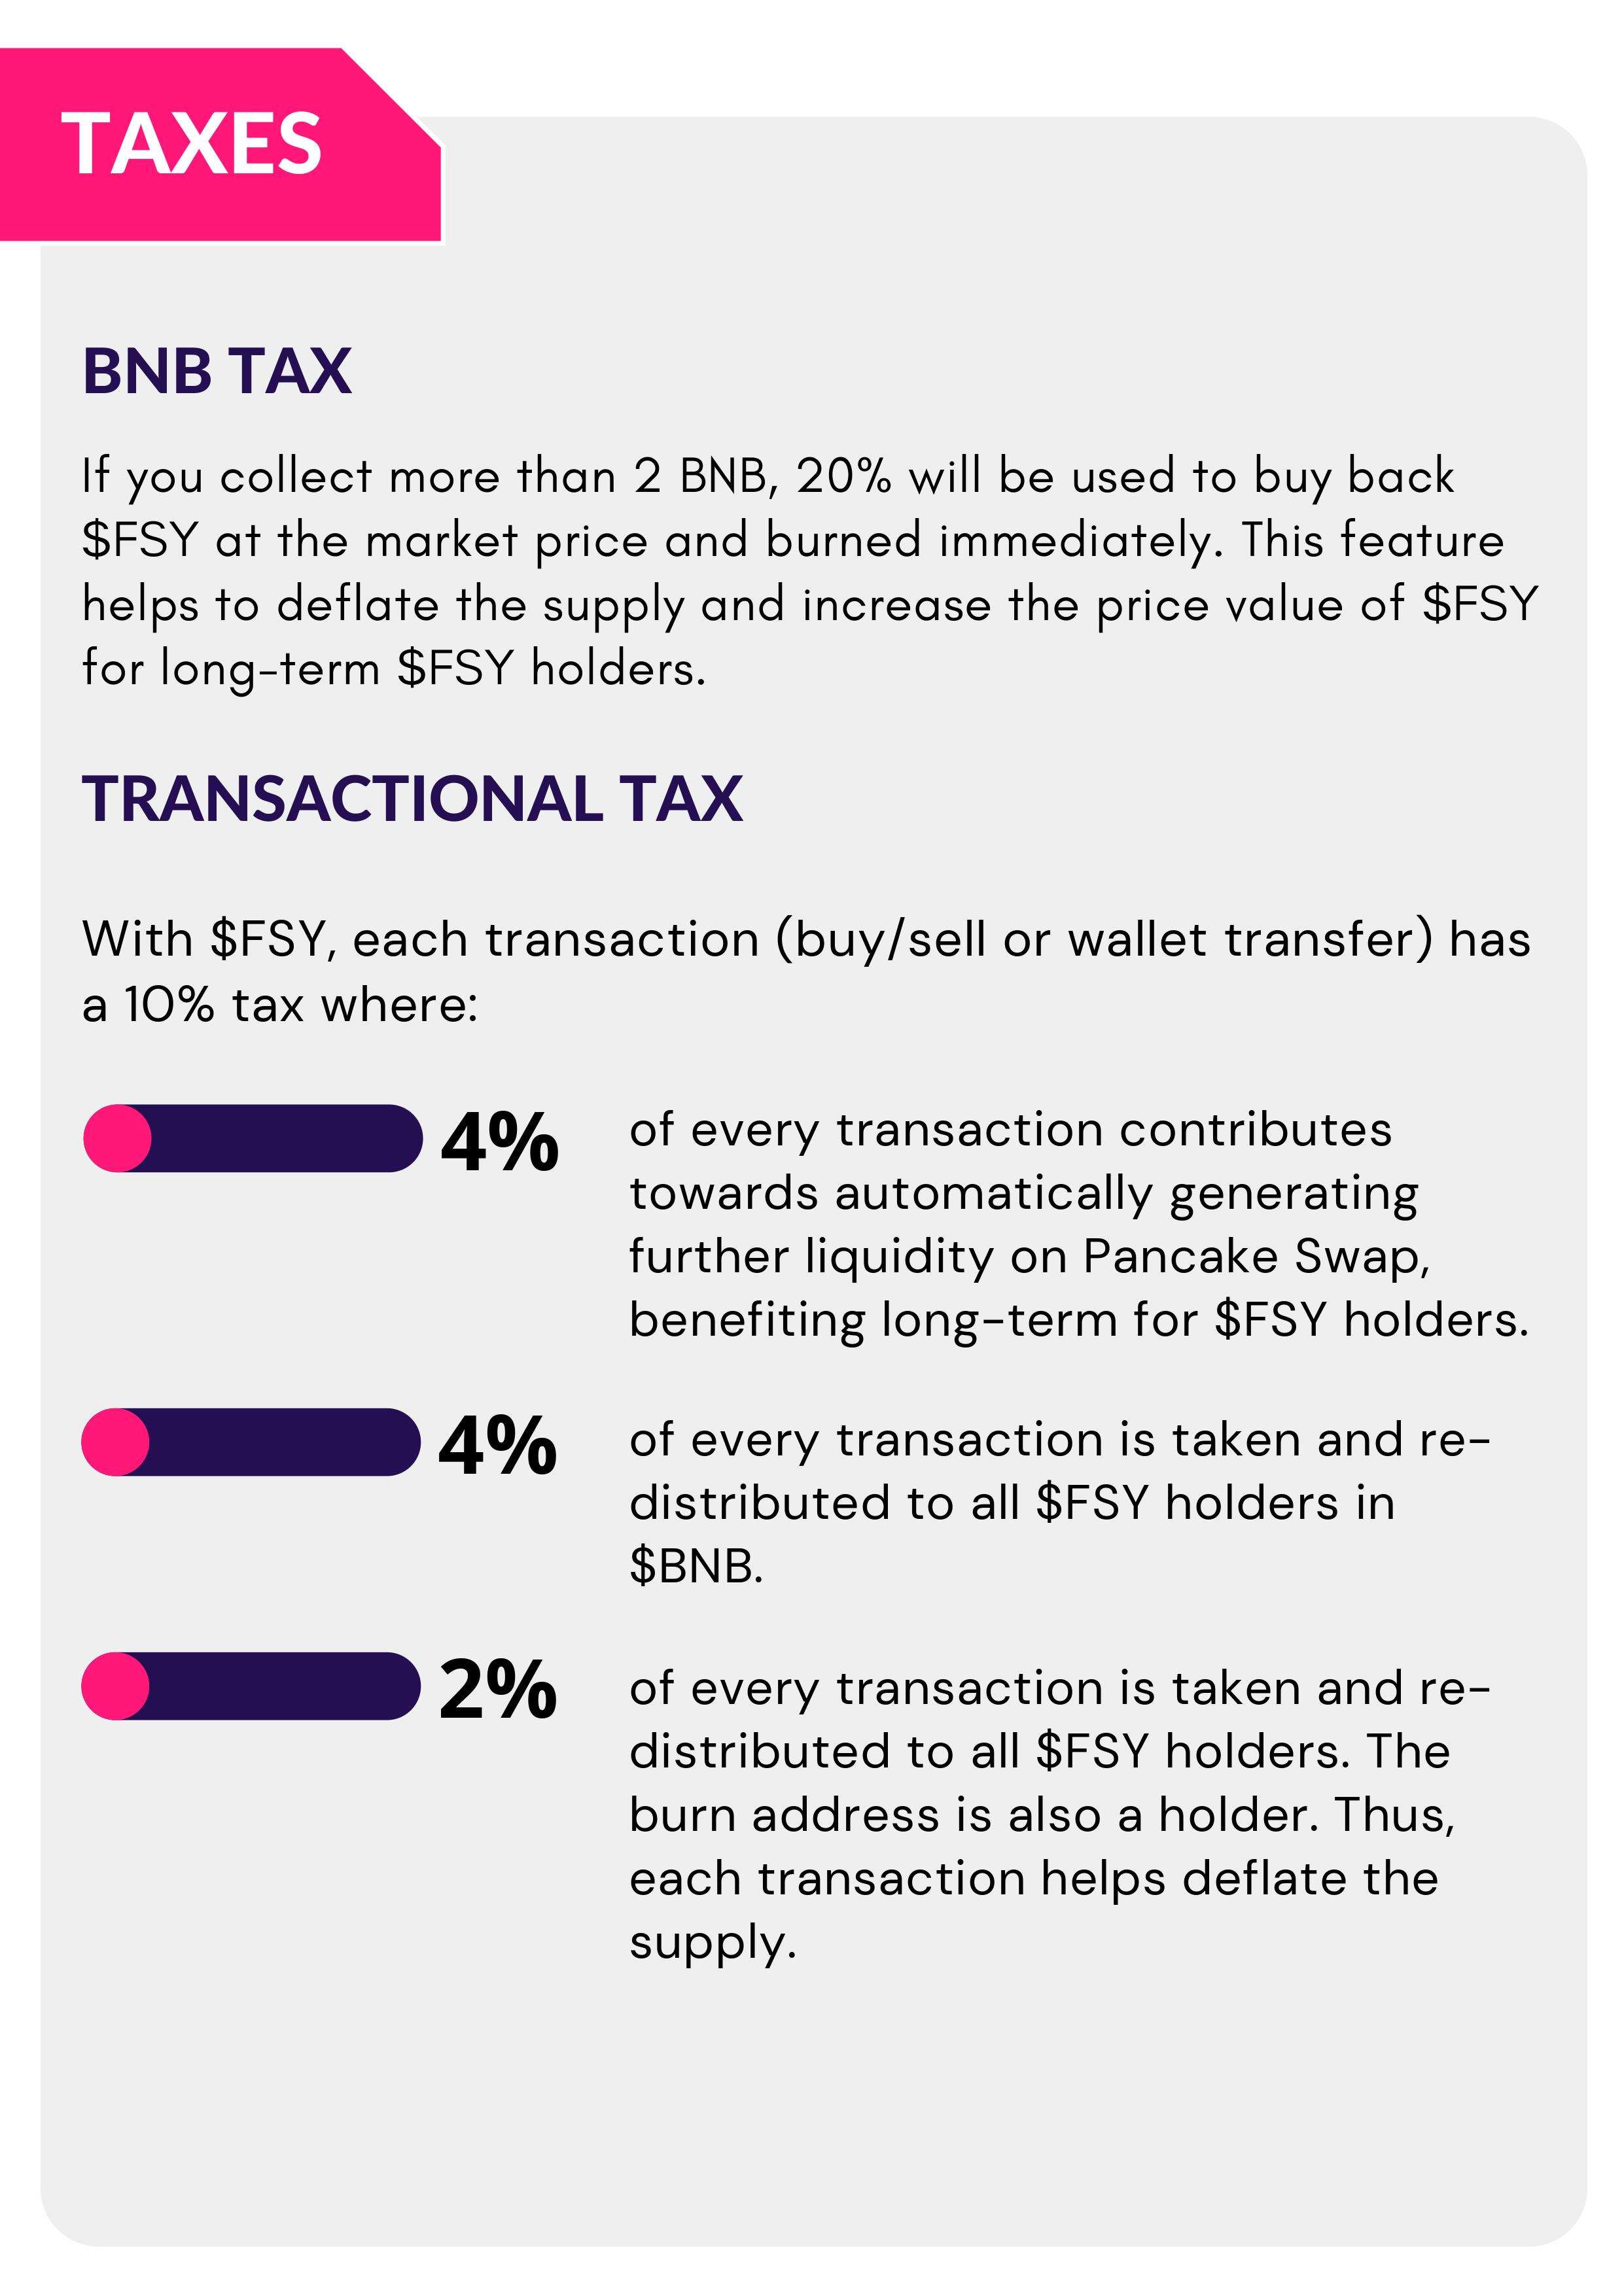 TAXES
BNB TAX
If you collect more than 2 BNB, 20% will be used to buy back
$FSY at the market price and burned immediately. This feature
helps to deflate the supply and increase the price value of $FSY
for long-term $FSY holders.
TRANSACTIONAL TAX
With $FSY, each transaction (buy/sell or wallet transfer) has
a 10% tax where:
4%
of every transaction contributes
towards automatically generating
further liquidity on Pancake Swap,
benefiting long-term for $FSY holders.
4%
of every transaction is taken and re-
distributed to all $FSY holders in
$BNB.
2%
of every transaction is taken and re-
distributed to all $FSY holders. The
burn address is also a holder. Thus,
each transaction helps deflate the
supply.